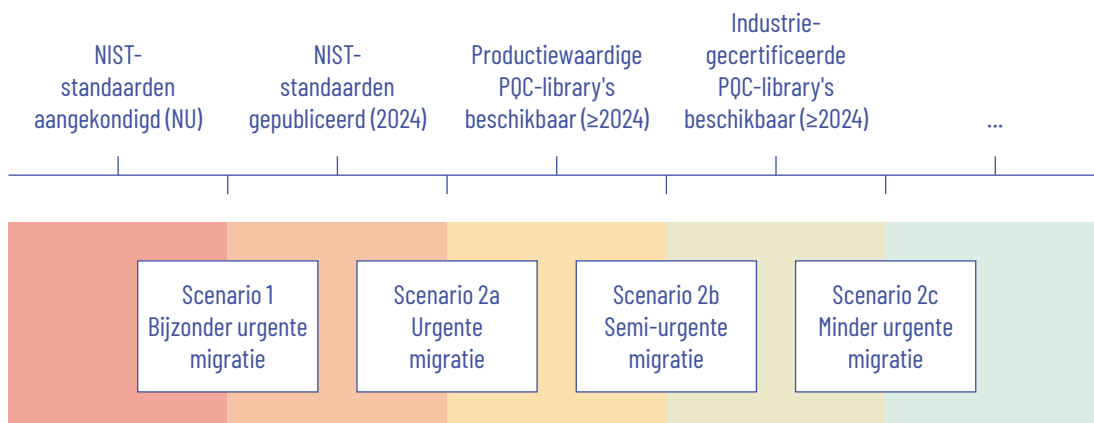 NIST-
standaarden
aangekondigd (NU)
NIST-
standaarden
gepubliceerd (2024)
Productiewaardige
PQC-library's
beschikbaar (≥2024)
Industrie-
gecertificeerde
PQC-library's
beschikbaar (≥2024)
...
Scenario 1
Bijzonder urgente
migratie
Scenario 2a
Urgente
migratie
Scenario 2b
Semi-urgente
migratie
Scenario 2c
Minder urgente
migratie